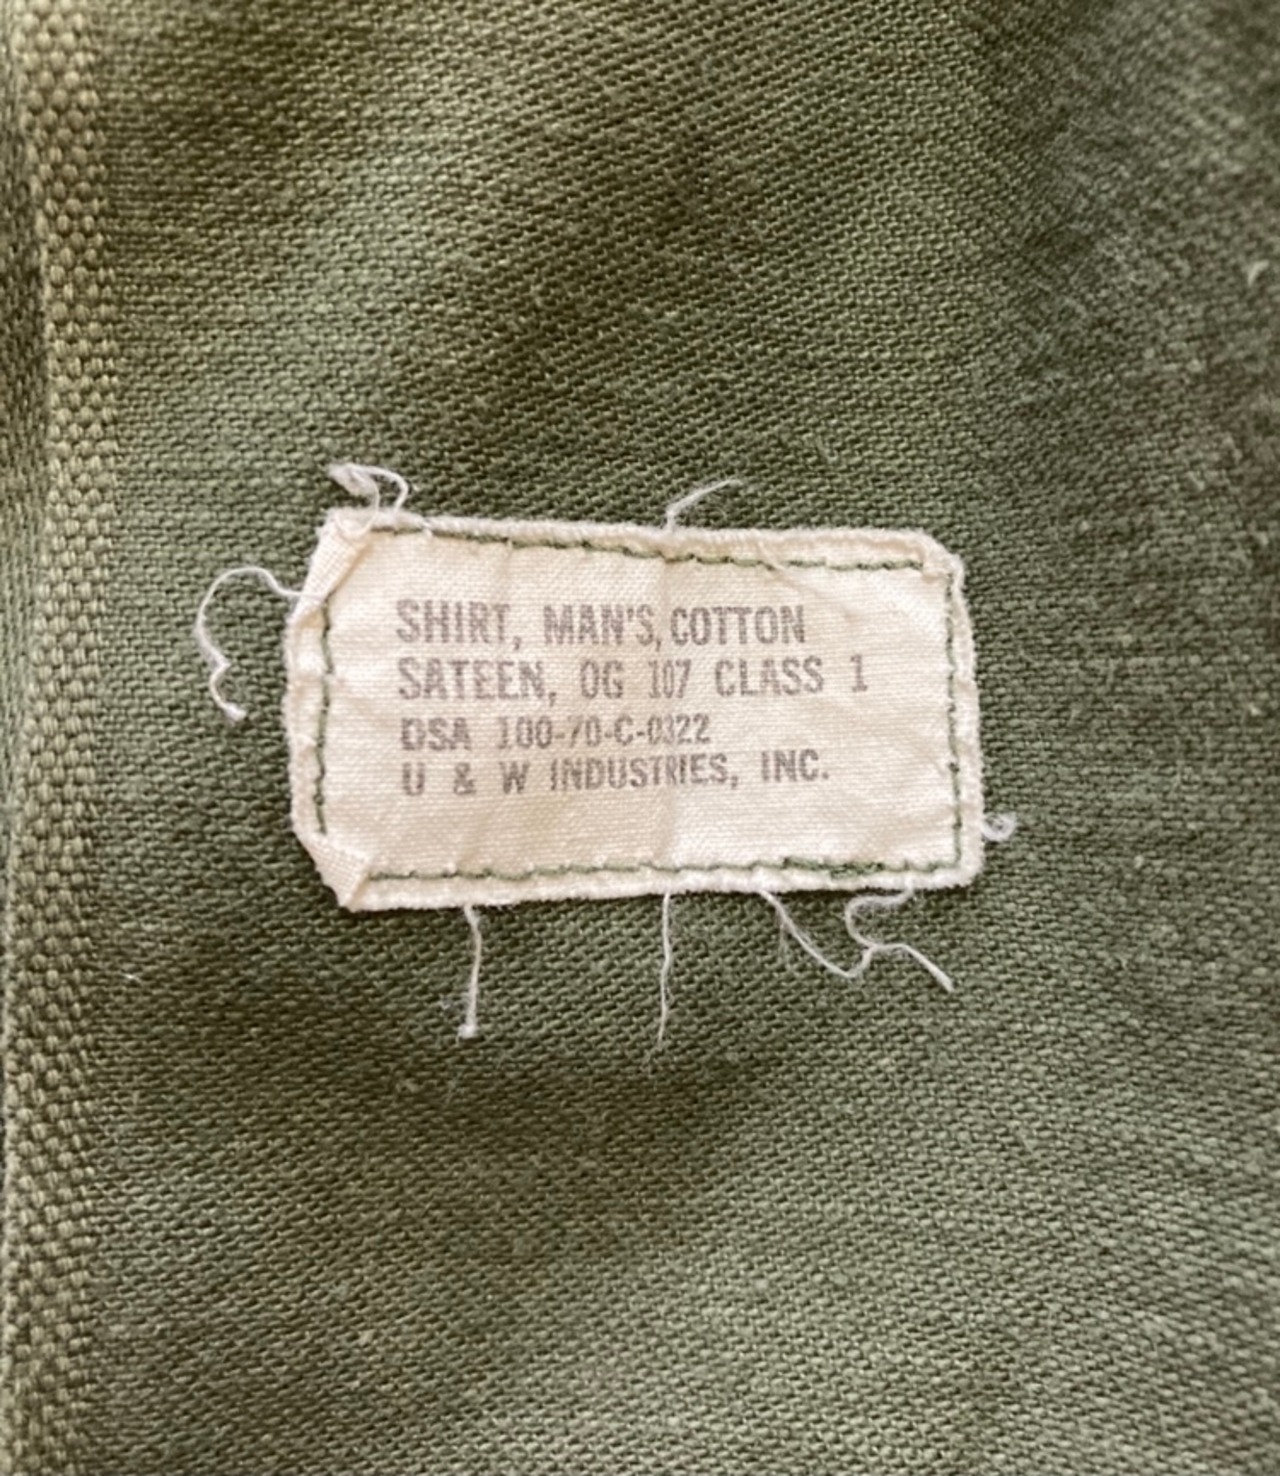 SHIRT, MAN'S, COTTON
SATEEN, OG 107 CLASS 1
DSA 100-70-C-0322
U & W INDUSTRIES, INC.